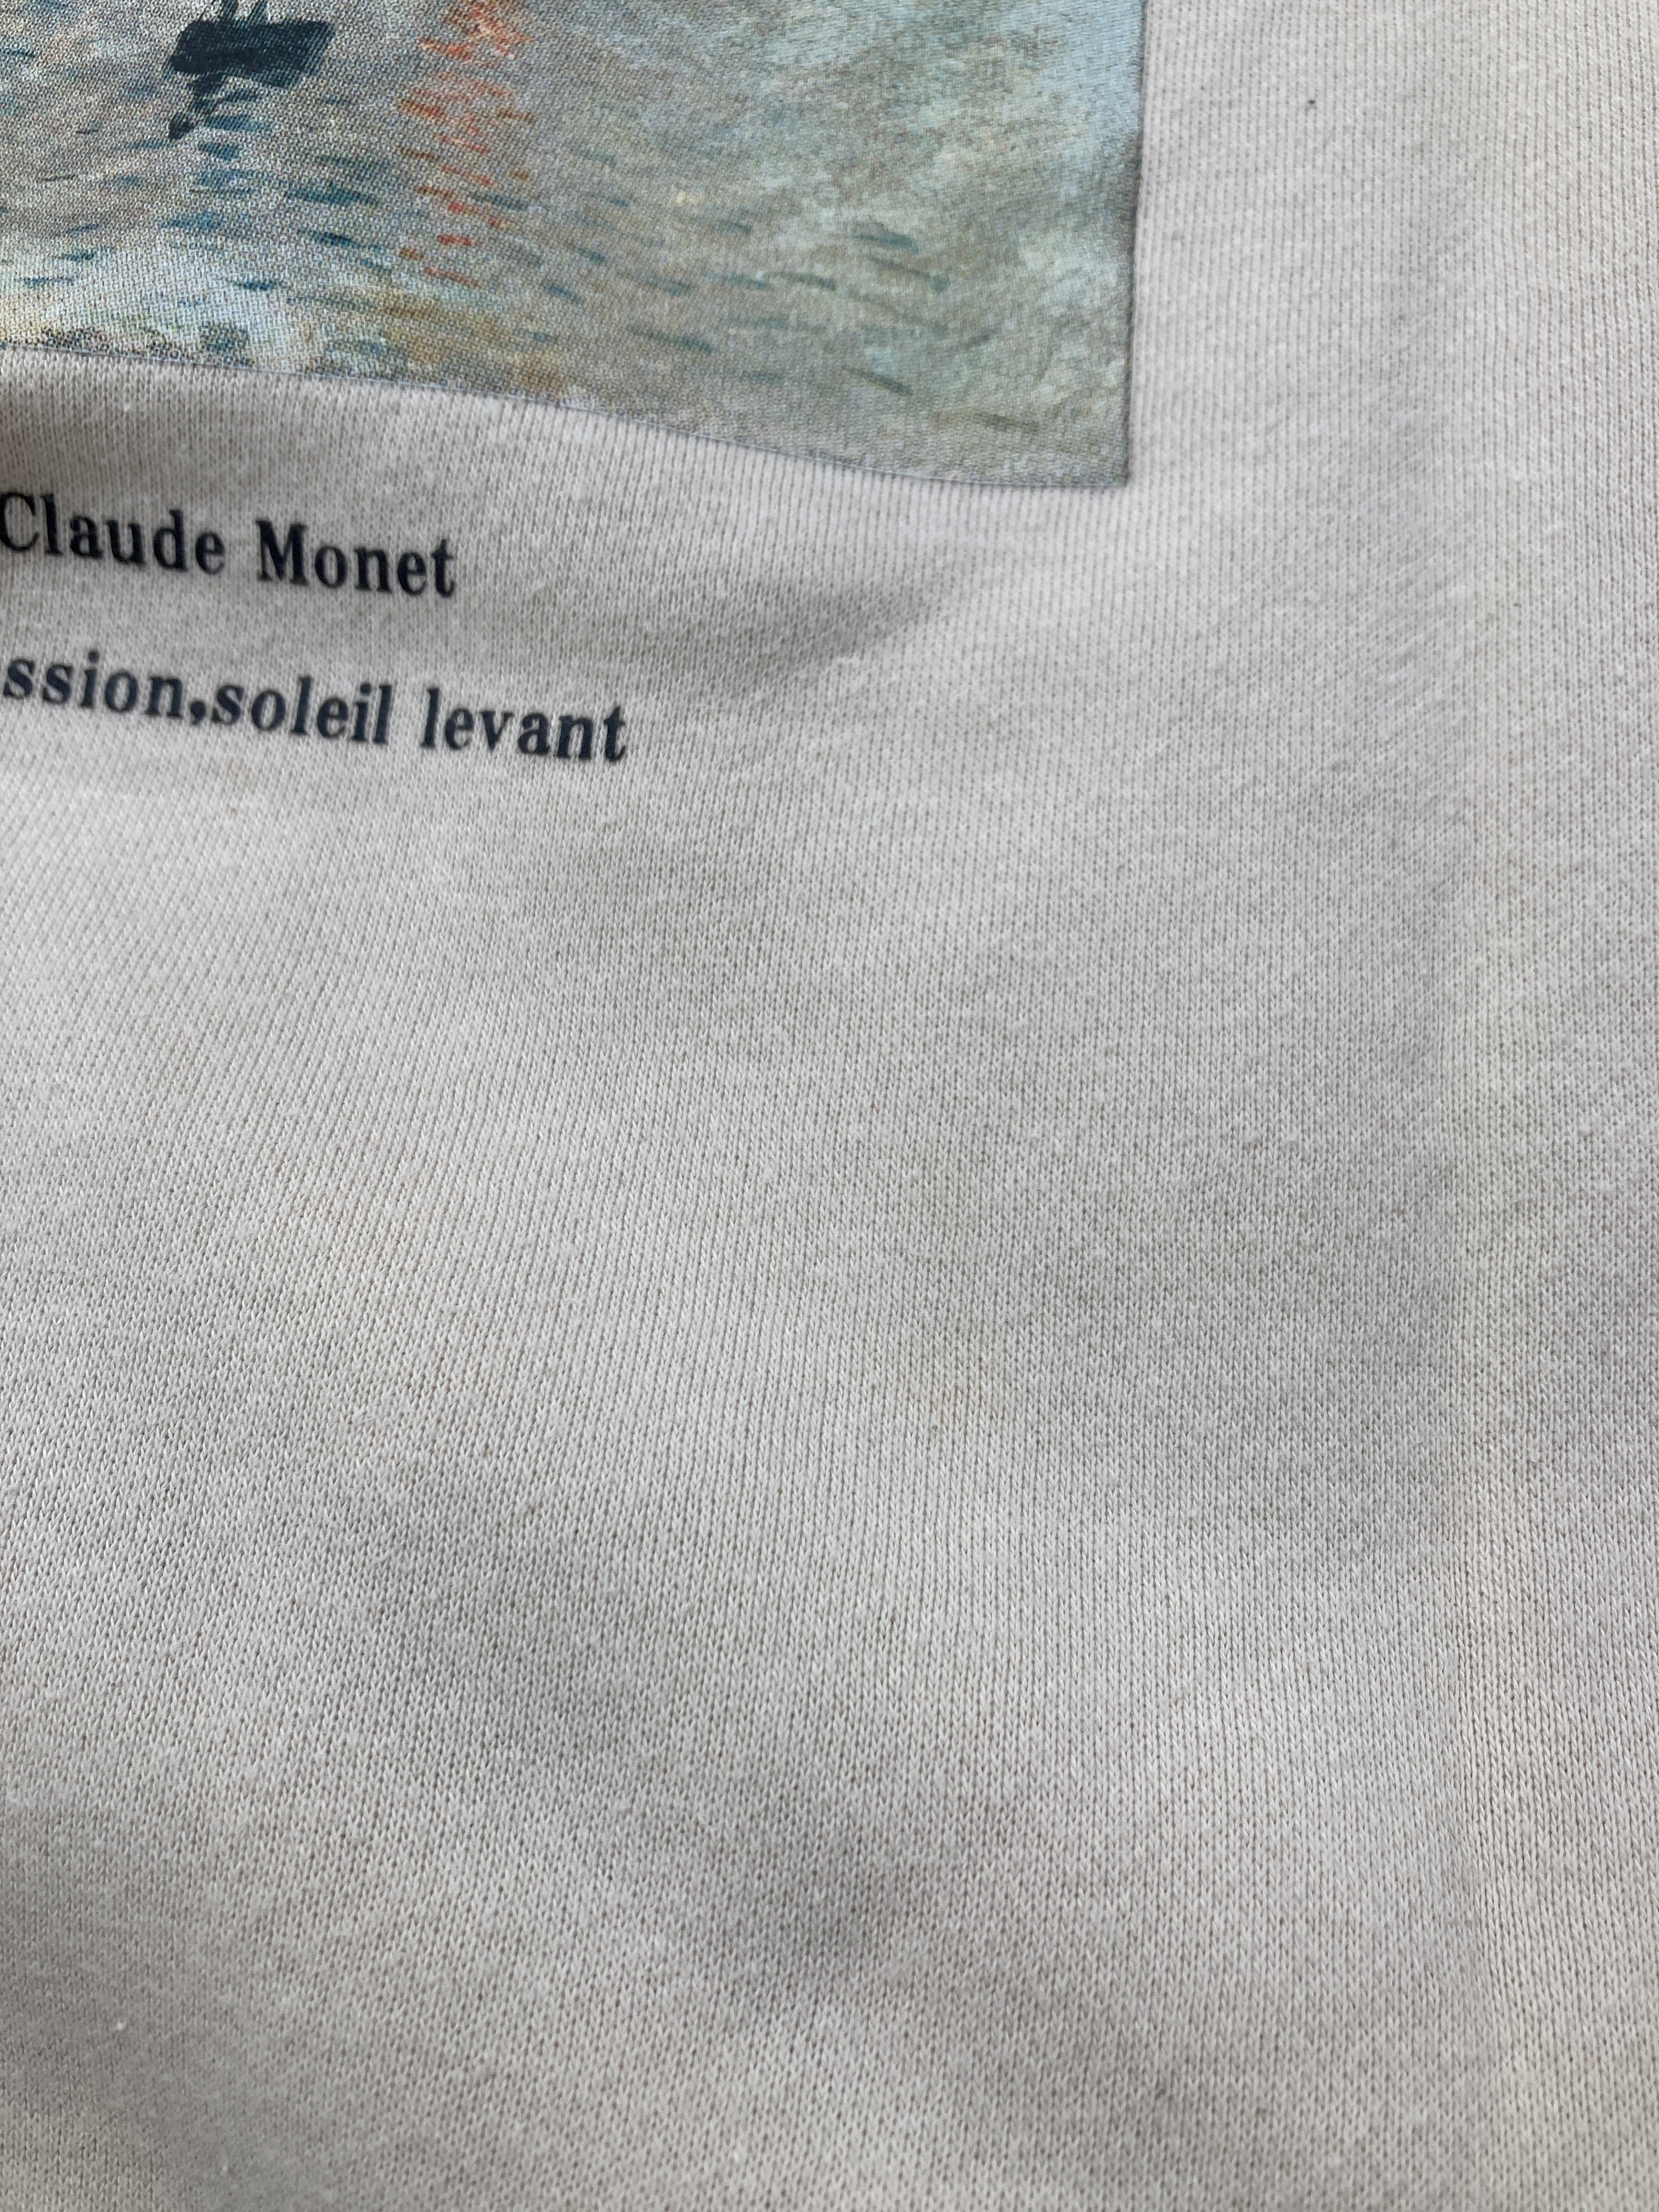 Claude Monet
ssion,soleil levant